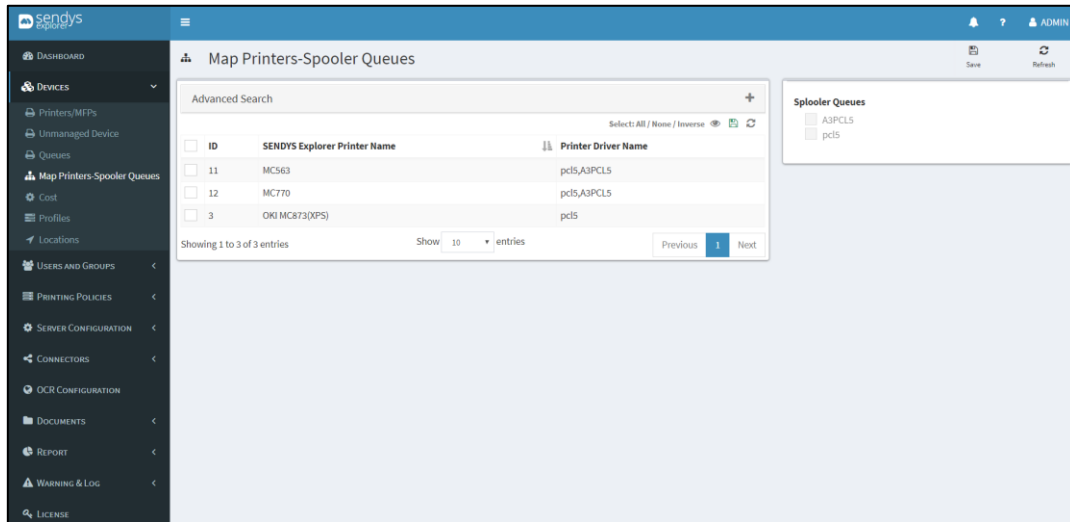 sendys
explorer
ADMIN
DASHBOARD
DEVICES
Printers/MFPs
Unmanaged Device
Queues
Map Printers-Spooler Queues
Cost
Profiles
Locations
USERS AND GROUPS
PRINTING POLICIES
SERVER CONFIGURATION
CONNECTORS
OCR CONFIGURATION
DOCUMENTS
REPORT
WARNING & LOG
LICENSE
Map Printers-Spooler Queues
Save Refresh
Advanced Search +
Select: All / None / Inverse
ID SENDYS Explorer Printer Name Printer Driver Name
11 MC563 pcl5,A3PCL5
12 MC770 pcl5,A3PCL5
3 OKI MC873(XPS) pcl5
Showing 1 to 3 of 3 entries Show 10 entries Previous 1 Next
Splooler Queues
A3PCL5
pcl5